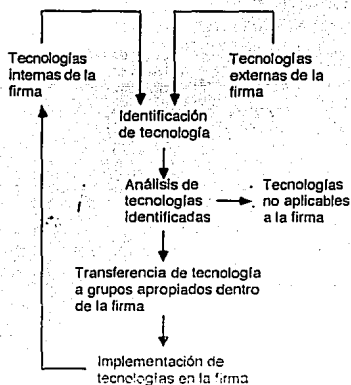 Tecnologías
internas de la
firma
Tecnologías
externas de la
firma
Identificación
de tecnología
Análisis de
tecnologías
identificadas
Tecnologías
no aplicables
a la firma
Transferencia de tecnología
a grupos apropiados dentro
de la firma
Implementación de
tecnologías en la firma